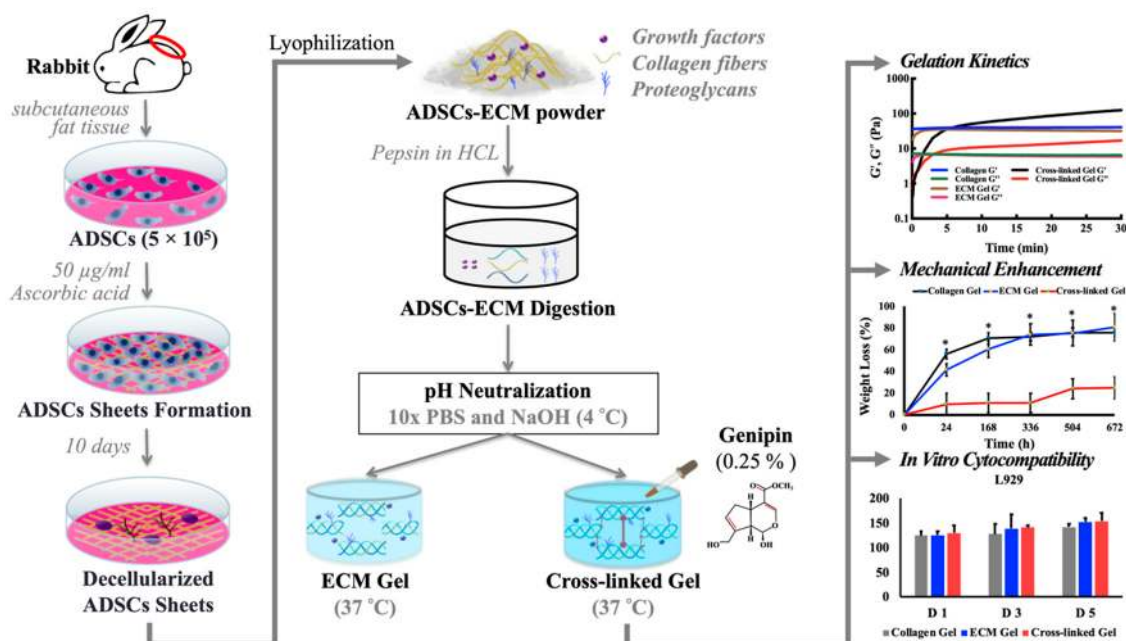 Rabbit
subcutaneous
fat tissue
ADSCs (5 × 10⁵)
50 µg/ml
Ascorbic acid
ADSCs Sheets Formation
10 days
Decellularized
ADSCs Sheets
Lyophilization
Growth factors
Collagen fibers
Proteoglycans
ADSCs-ECM powder
Pepsin in HCL
ADSCs-ECM Digestion
pH Neutralization
10x PBS and NaOH (4 °C)
Genipin
(0.25 %)
O
OCH₃
H
O
H
HO
OH
ECM Gel
(37 °C)
Cross-linked Gel
(37 °C)
Gelation Kinetics
1000
100
10
1
0.1
G', G'' (Pa)
Collagen G'
Collagen G''
ECM Gel G'
ECM Gel G''
Cross-linked Gel G'
Cross-linked Gel G''
0 5 10 15 20 25 30
Time (min)
Mechanical Enhancement
Collagen Gel ECM Gel Cross-linked Gel
Weight Loss (%)
100
80
60
40
20
0
* * * * *
0 24 168 336 504 672
Time (h)
In Vitro Cytocompatibility
L929
200
150
100
50
0
D 1 D 3 D 5
Collagen Gel ECM Gel Cross-linked Gel